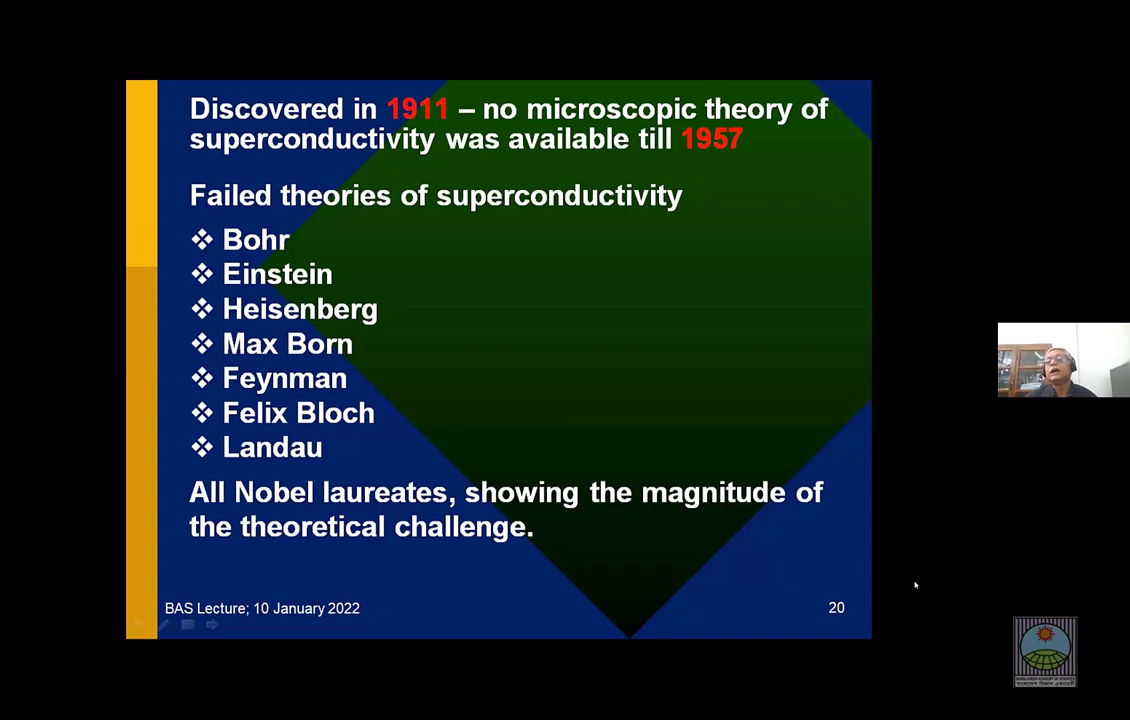 Discovered in 1911 – no microscopic theory of
superconductivity was available till 1957
Failed theories of superconductivity
❖ Bohr
❖ Einstein
❖ Heisenberg
❖ Max Born
❖ Feynman
❖ Felix Bloch
❖ Landau
All Nobel laureates, showing the magnitude of
the theoretical challenge.
BAS Lecture; 10 January 2022
20